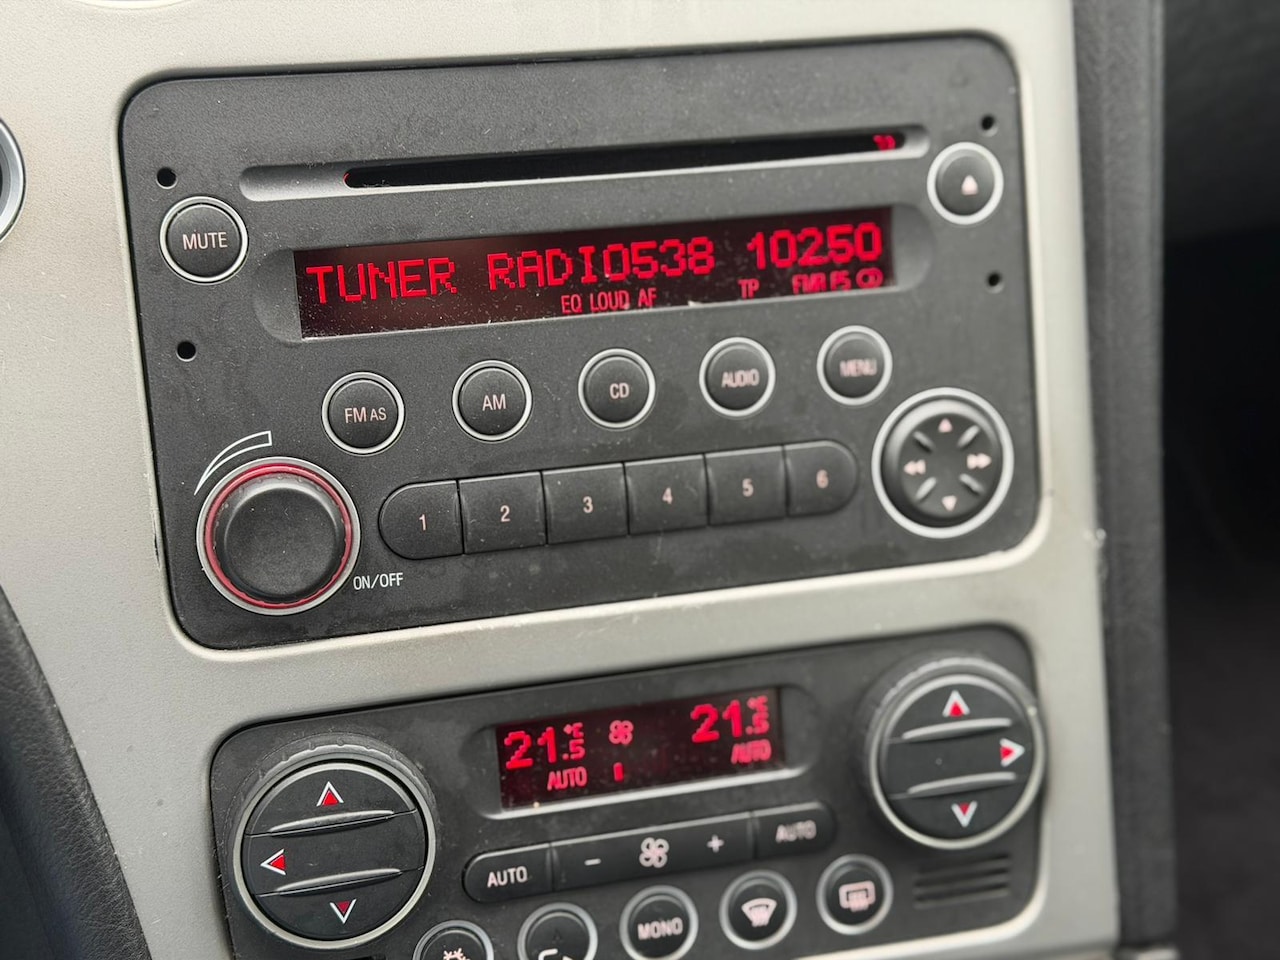 MUTE
TUNER RADIO538 10250
EQ LOUD AF TP
FM AS
AM
CD
AUDIO
MENU
1 2 3 4 5 6
ON/OFF
21.5 °C 21.5 °C
AUTO AUTO
AUTO - + AUTO
MONO